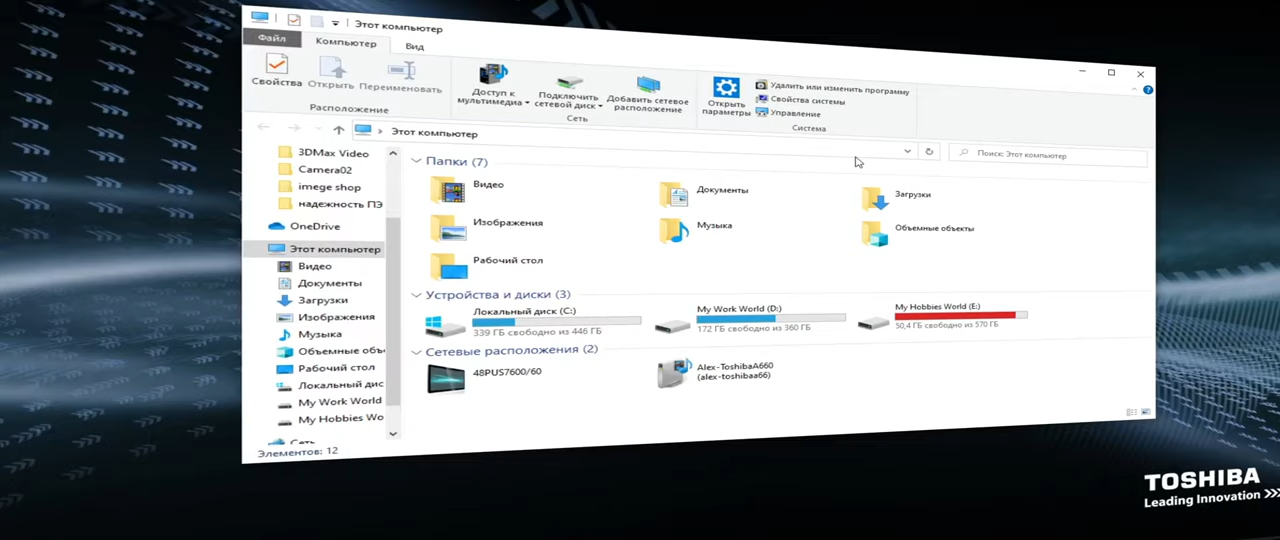 Этот компьютер
Файл
Компьютер
Вид
Свойства
Открыть
Переименовать
Расположение
Доступ к
мультимедиа
Подключить
сетевой диск
Добавить сетевое
расположение
Сеть
Открыть
параметры
Удалить или изменить программу
Свойства системы
Управление
Система
Этот компьютер
Поиск: Этот компьютер
3DMax Video
Camera02
imege shop
надежность ПЭ
OneDrive
Этот компьютер
Видео
Документы
Загрузки
Изображения
Музыка
Объемные объ
Рабочий стол
Локальный дис
My Work World
My Hobbies Wo
Сеть
Папки (7)
Видео
Документы
Загрузки
Изображения
Музыка
Объемные объекты
Рабочий стол
Устройства и диски (3)
Локальный диск (C:)
339 ГБ свободно из 446 ГБ
My Work World (D:)
172 ГБ свободно из 360 ГБ
My Hobbies World (E:)
50,4 ГБ свободно из 570 ГБ
Сетевые расположения (2)
48PUS7600/60
Alex-ToshibaA660
(alex-toshibaa66)
Элементов: 12
TOSHIBA
Leading Innovation >>>